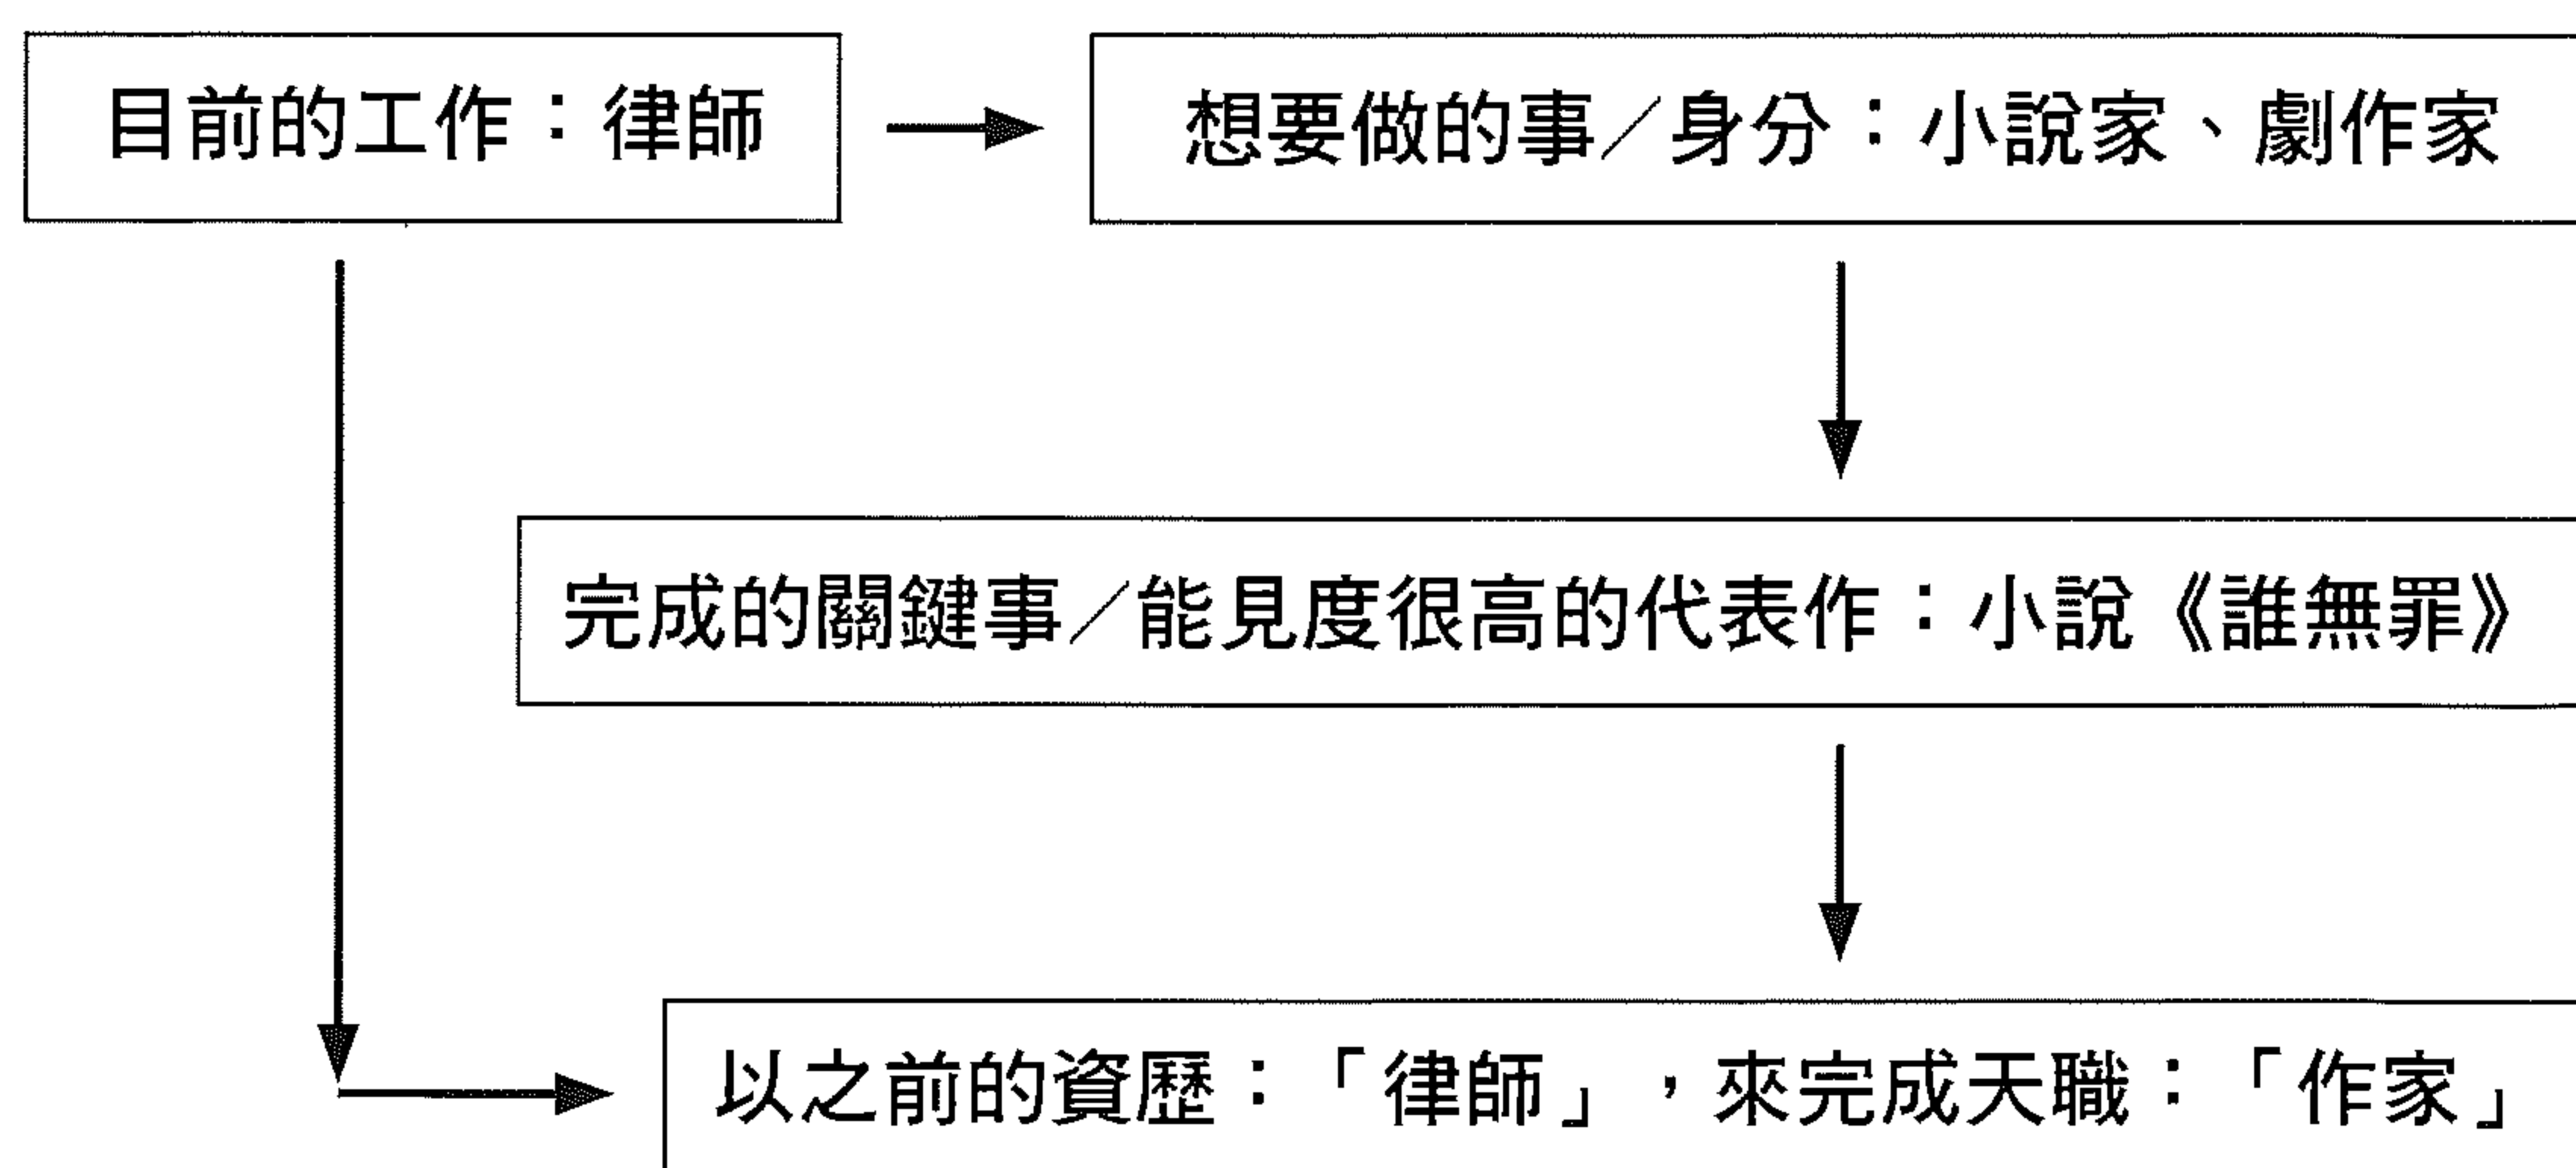 目前的工作：律師
想要做的事／身分：小說家、劇作家
完成的關鍵事／能見度很高的代表作：小說《誰無罪》
以之前的資歷：「律師」，來完成天職：「作家」